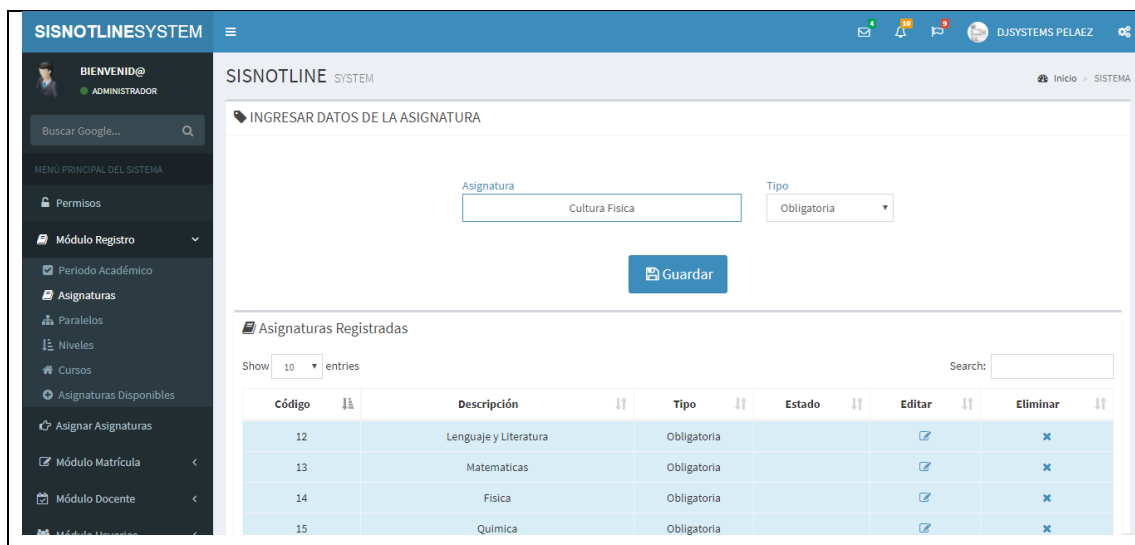 SISNOTLINESYSTEM
4
10
9
DJSYSTEMS PELAEZ
BIENVENID@
ADMINISTRADOR
Buscar Google...
MENÚ PRINCIPAL DEL SISTEMA
Permisos
Módulo Registro
Periodo Académico
Asignaturas
Paralelos
Niveles
Cursos
Asignaturas Disponibles
Asignar Asignaturas
Módulo Matrícula
Módulo Docente
Módulo Usuarios
SISNOTLINE SYSTEM
Inicio > SISTEMA
INGRESAR DATOS DE LA ASIGNATURA
Asignatura Tipo
Cultura Fisica Obligatoria
Guardar
Asignaturas Registradas
Show 10 entries Search:
Código Descripción Tipo Estado Editar Eliminar
12 Lenguaje y Literatura Obligatoria
13 Matematicas Obligatoria
14 Fisica Obligatoria
15 Quimica Obligatoria